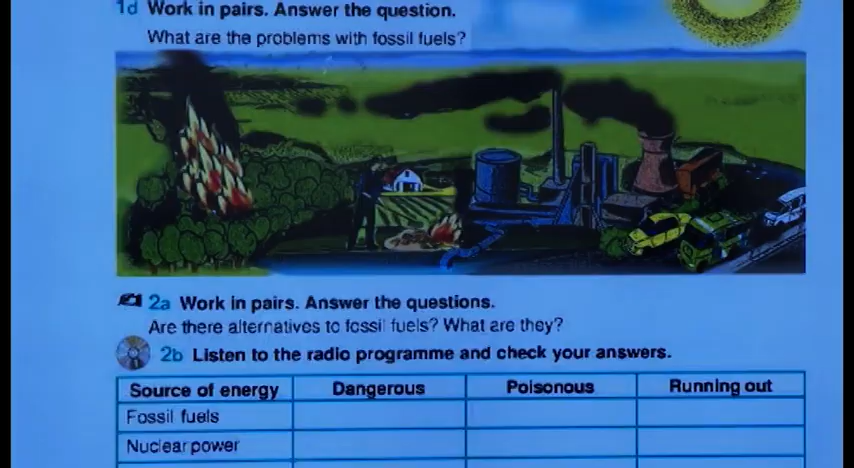 1d Work in pairs. Answer the question.
What are the problems with fossil fuels?
2a Work in pairs. Answer the questions.
Are there alternatives to fossil fuels? What are they?
2b Listen to the radio programme and check your answers.
Source of energy Dangerous Poisonous Running out
Fossil fuels
Nuclear power